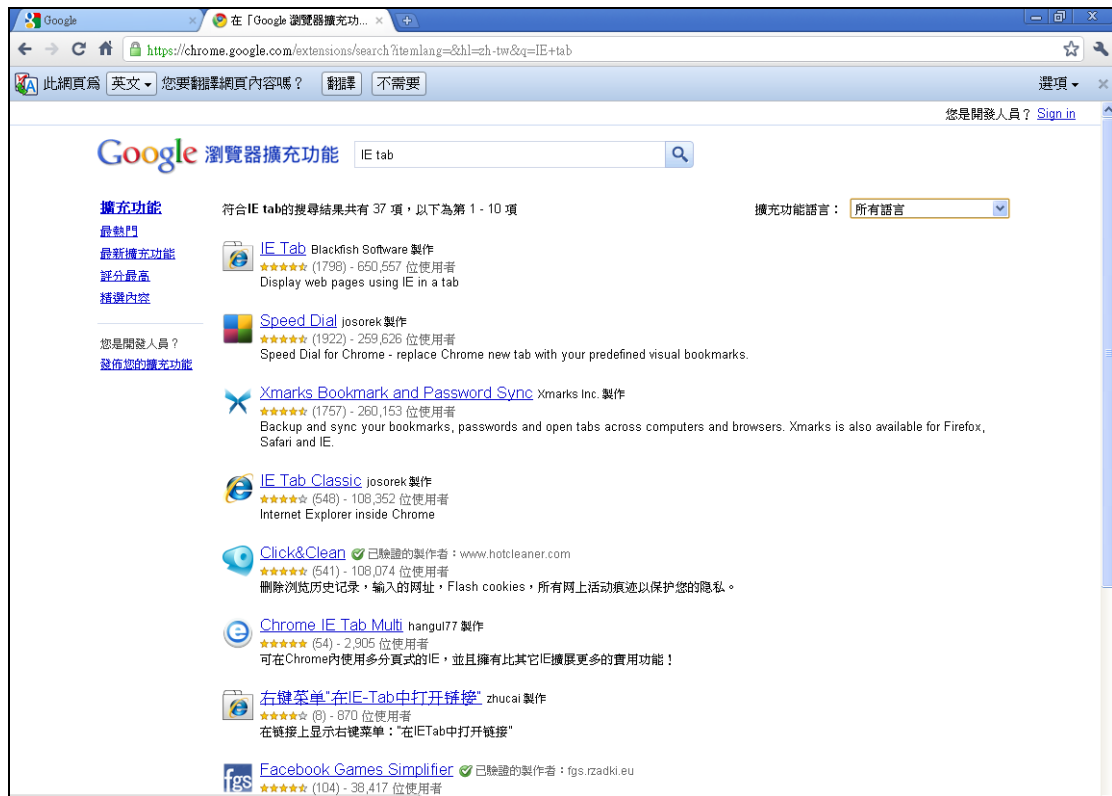 Google
在「Google 瀏覽器擴充功...
https://chrome.google.com/extensions/search?itemlang=&hl=zh-tw&q=IE+tab
此網頁為 英文 您要翻譯網頁內容嗎？ 翻譯 不需要 選項
您是開發人員？ Sign in
Google 瀏覽器擴充功能 IE tab
擴充功能
最熱門
最新擴充功能
評分最高
精選內容
您是開發人員？
發佈您的擴充功能
符合IE tab的搜尋結果共有 37 項，以下為第 1 - 10 項
擴充功能語言： 所有語言
IE Tab Blackfish Software 製作
(1798) - 650,557 位使用者
Display web pages using IE in a tab
Speed Dial josorek 製作
(1922) - 259,626 位使用者
Speed Dial for Chrome - replace Chrome new tab with your predefined visual bookmarks.
Xmarks Bookmark and Password Sync Xmarks Inc. 製作
(1757) - 260,153 位使用者
Backup and sync your bookmarks, passwords and open tabs across computers and browsers. Xmarks is also available for Firefox,
Safari and IE.
IE Tab Classic josorek 製作
(548) - 108,352 位使用者
Internet Explorer inside Chrome
Click&Clean 已驗證的製作者：www.hotcleaner.com
(541) - 108,074 位使用者
删除浏览历史记录，输入的网址，Flash cookies，所有网上活动痕迹以保护您的隐私。
Chrome IE Tab Multi hangul77 製作
(54) - 2,905 位使用者
可在Chrome內使用多分頁式的IE，並且擁有比其它IE擴展更多的實用功能！
右键菜单"在IE-Tab中打开链接" zhucai 製作
(8) - 870 位使用者
在链接上显示右键菜单："在IETab中打开链接"
fgs
Facebook Games Simplifier 已驗證的製作者：fgs.rzadki.eu
(104) - 38,417 位使用者